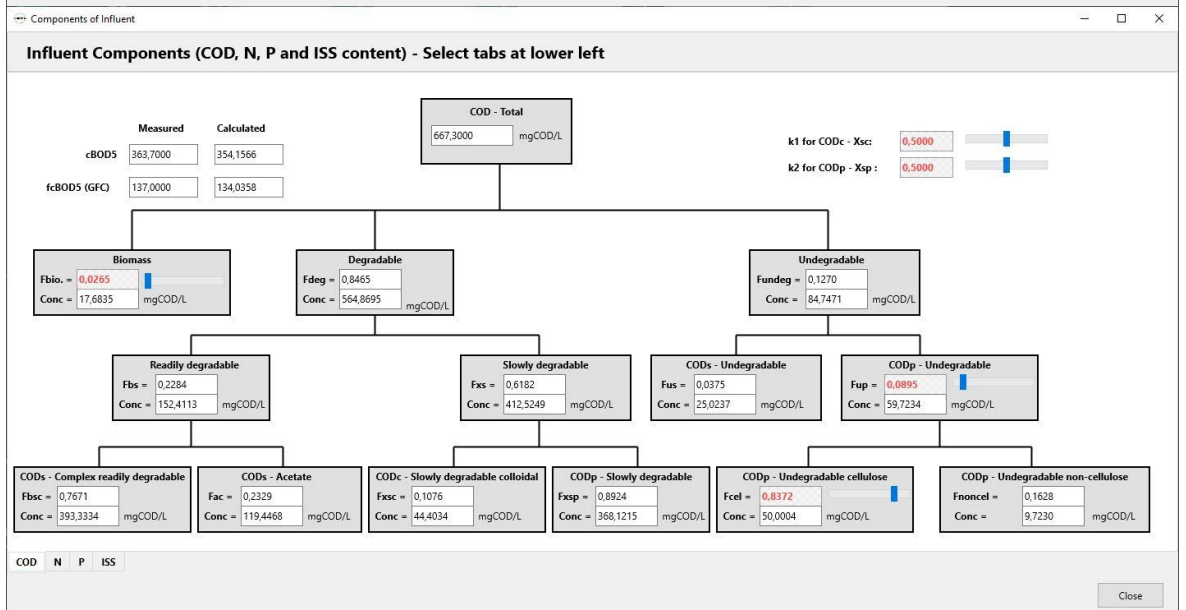 Components of Influent
Influent Components (COD, N, P and ISS content) - Select tabs at lower left
COD - Total
667,3000 mgCOD/L
Measured Calculated
cBOD5 363,7000 354,1566
fcBOD5 (GFC) 137,0000 134,0358
k1 for CODc - Xsc: 0,5000
k2 for CODp - Xsp : 0,5000
Biomass
Fbio. = 0,0265
Conc = 17,6835 mgCOD/L
Degradable
Fdeg = 0,8465
Conc = 564,8695 mgCOD/L
Undegradable
Fundeg = 0,1270
Conc = 84,7471 mgCOD/L
Readily degradable
Fbs = 0,2284
Conc = 152,4113 mgCOD/L
Slowly degradable
Fxs = 0,6182
Conc = 412,5249 mgCOD/L
CODs - Undegradable
Fus = 0,0375
Conc = 25,0237 mgCOD/L
CODp - Undegradable
Fup = 0,0895
Conc = 59,7234 mgCOD/L
CODs - Complex readily degradable
Fbsc = 0,7671
Conc = 393,3334 mgCOD/L
CODs - Acetate
Fac = 0,2329
Conc = 119,4468 mgCOD/L
CODc - Slowly degradable colloidal
Fxsc = 0,1076
Conc = 44,4034 mgCOD/L
CODp - Slowly degradable
Fxsp = 0,8924
Conc = 368,1215 mgCOD/L
CODp - Undegradable cellulose
Fcel = 0,8372
Conc = 50,0004 mgCOD/L
CODp - Undegradable non-cellulose
Fnoncel = 0,1628
Conc = 9,7230 mgCOD/L
COD N P ISS
Close